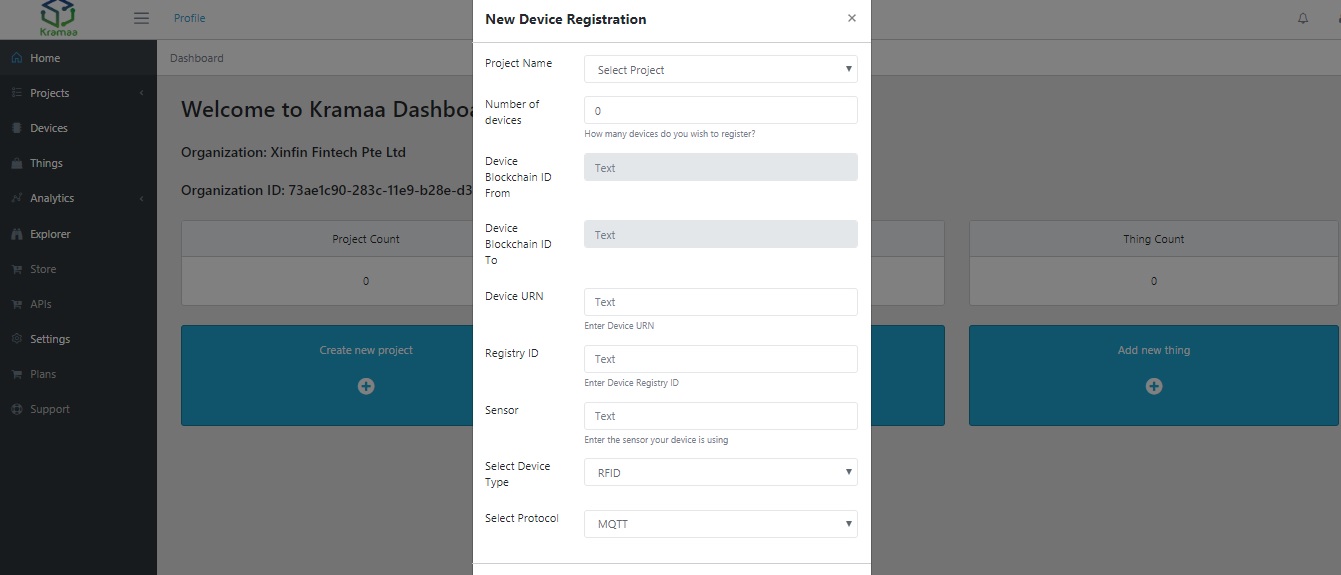 Kramaa
Profile
Home
Projects
Devices
Things
Analytics
Explorer
Store
APIs
Settings
Plans
Support
Dashboard
Welcome to Kramaa Dashboa
Organization: Xinfin Fintech Pte Ltd
Organization ID: 73ae1c90-283c-11e9-b28e-d3
Project Count
0
Create new project
Thing Count
0
Add new thing
New Device Registration
×
Project Name
Select Project
Number of
devices
0
How many devices do you wish to register?
Device
Blockchain ID
From
Text
Device
Blockchain ID
To
Text
Device URN
Text
Enter Device URN
Registry ID
Text
Enter Device Registry ID
Sensor
Text
Enter the sensor your device is using
Select Device
Type
RFID
Select Protocol
MQTT